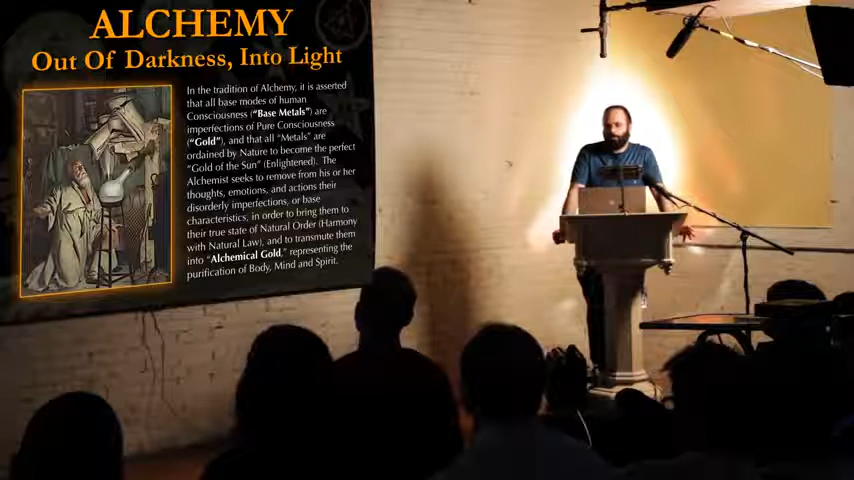 ALCHEMY
Out Of Darkness, Into Light
In the tradition of Alchemy, it is asserted
that all base modes of human
Consciousness (“Base Metals”) are
imperfections of Pure Consciousness
(“Gold”), and that all “Metals” are
ordained by Nature to become the perfect
“Gold of the Sun” (Enlightened). The
Alchemist seeks to remove from his or her
thoughts, emotions, and actions their
disorderly imperfections, or base
characteristics, in order to bring them to
their true state of Natural Order (Harmony
with Natural Law), and to transmute them
into “Alchemical Gold,” representing the
purification of Body, Mind and Spirit.